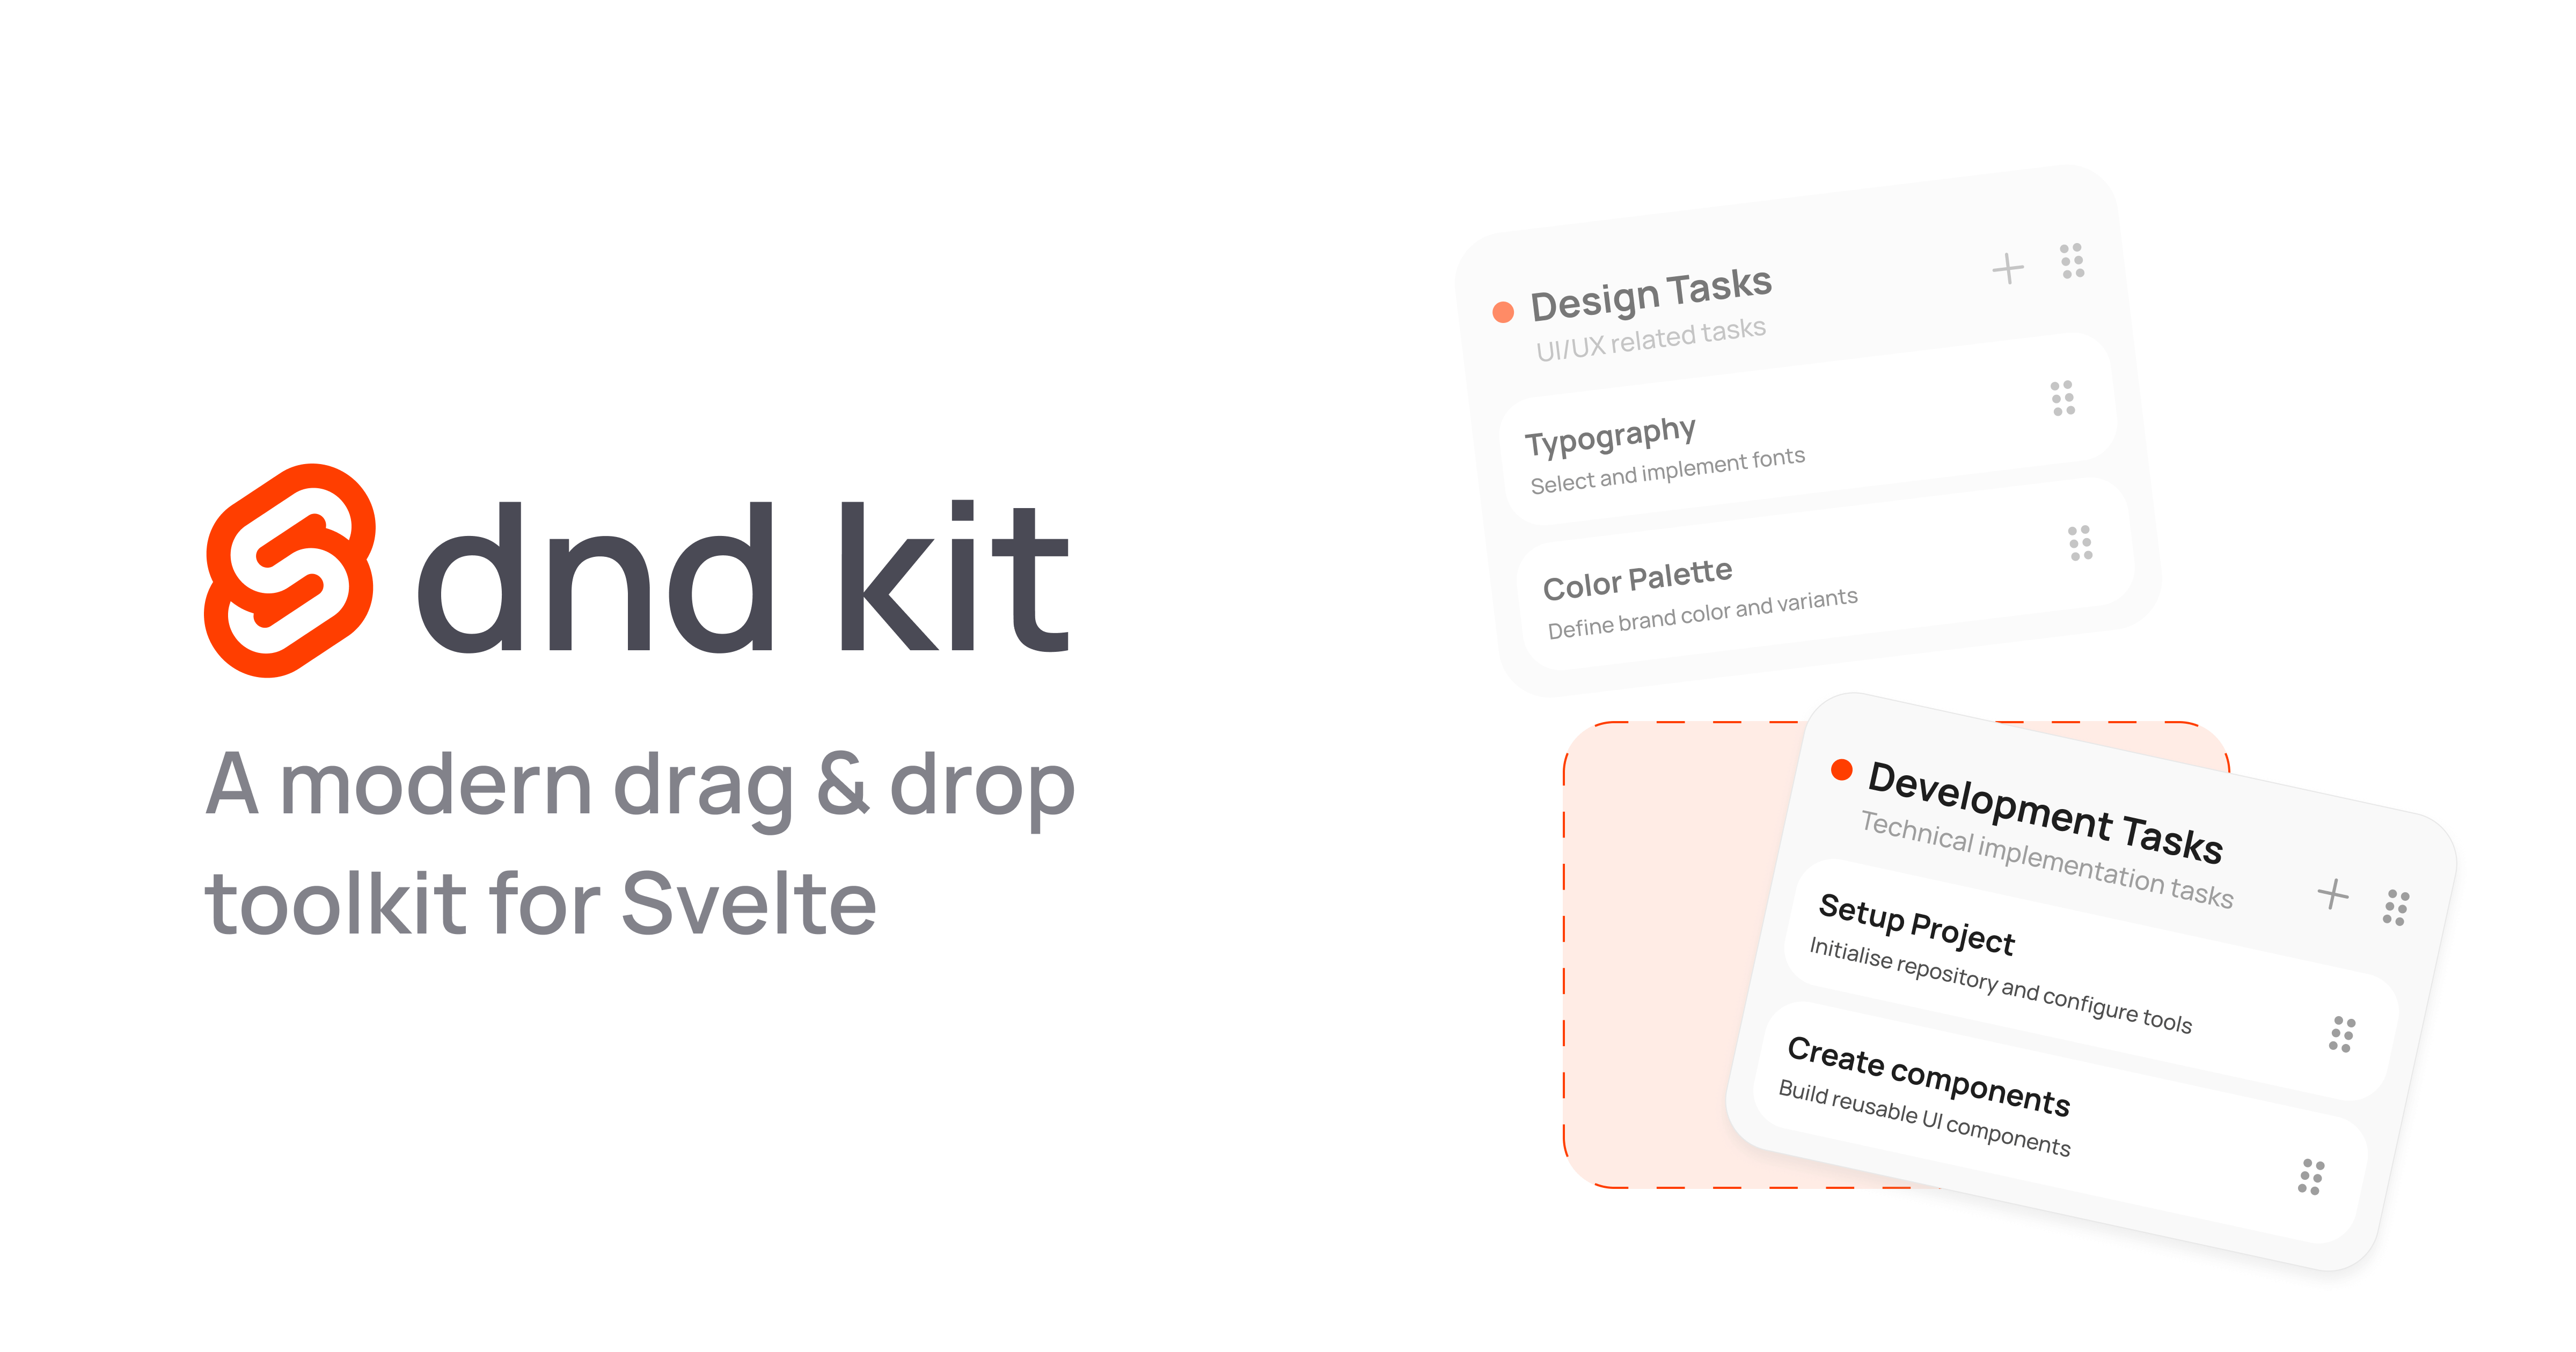 dnd kit
A modern drag & drop
toolkit for Svelte
Design Tasks
UI/UX related tasks
Typography
Select and implement fonts
Color Palette
Define brand color and variants
Development Tasks
Technical implementation tasks
Setup Project
Initialise repository and configure tools
Create components
Build reusable UI components